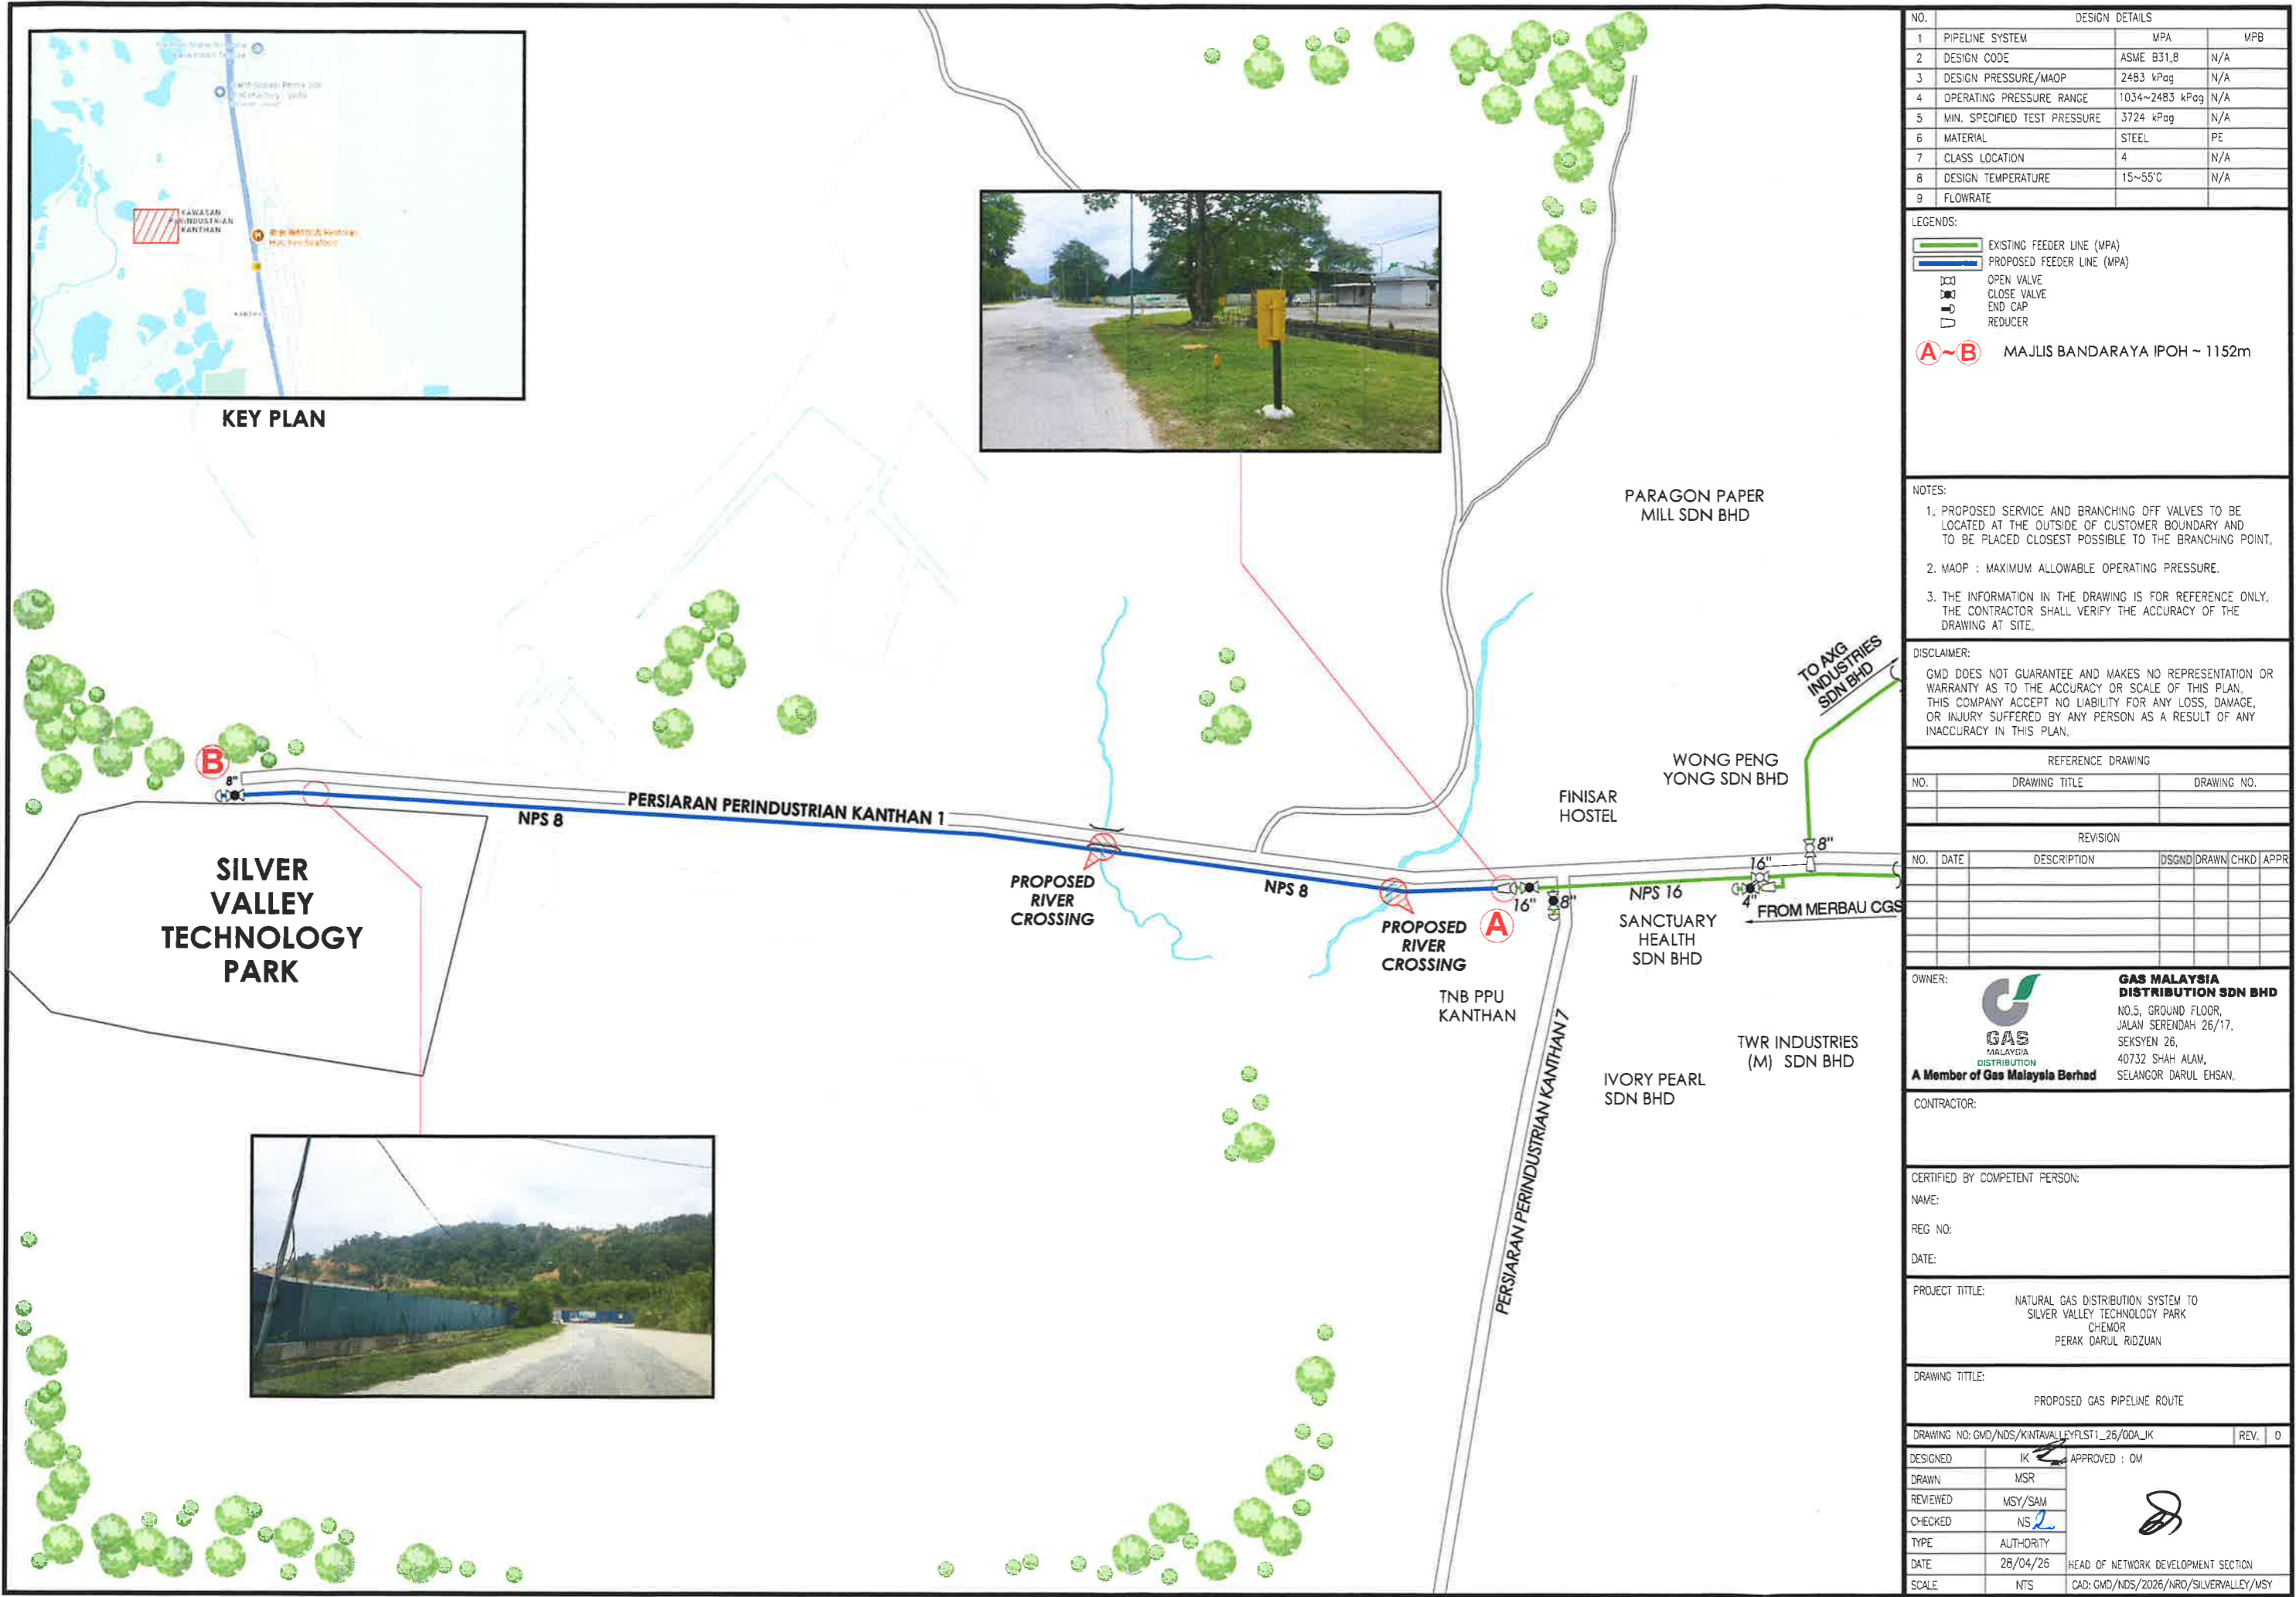 KAWASAN
PERINDUSTRIAN
KANTHAN
KEY PLAN
PARAGON PAPER
MILL SDN BHD
TO AXG
INDUSTRIES
SDN BHD
WONG PENG
YONG SDN BHD
FINISAR
HOSTEL
B
8"
PERSIARAN PERINDUSTRIAN KANTHAN 1
NPS 8
NPS 8
PROPOSED
RIVER
CROSSING
PROPOSED
RIVER
CROSSING
A
16"
8"
NPS 16
16"
4"
8"
FROM MERBAU CGS
SANCTUARY
HEALTH
SDN BHD
SILVER
VALLEY
TECHNOLOGY
PARK
TNB PPU
KANTHAN
PERSIARAN PERINDUSTRIAN KANTHAN 7
TWR INDUSTRIES
(M) SDN BHD
IVORY PEARL
SDN BHD
NO. DESIGN DETAILS
1 PIPELINE SYSTEM MPA MPB
2 DESIGN CODE ASME B31.8 N/A
3 DESIGN PRESSURE/MAOP 2483 kPag N/A
4 OPERATING PRESSURE RANGE 1034~2483 kPag N/A
5 MIN. SPECIFIED TEST PRESSURE 3724 kPag N/A
6 MATERIAL STEEL PE
7 CLASS LOCATION 4 N/A
8 DESIGN TEMPERATURE 15~55°C N/A
9 FLOWRATE
LEGENDS:
EXISTING FEEDER LINE (MPA)
PROPOSED FEEDER LINE (MPA)
OPEN VALVE
CLOSE VALVE
END CAP
REDUCER
A~B MAJLIS BANDARAYA IPOH ~ 1152m
NOTES:
1. PROPOSED SERVICE AND BRANCHING OFF VALVES TO BE
LOCATED AT THE OUTSIDE OF CUSTOMER BOUNDARY AND
TO BE PLACED CLOSEST POSSIBLE TO THE BRANCHING POINT.
2. MAOP : MAXIMUM ALLOWABLE OPERATING PRESSURE.
3. THE INFORMATION IN THE DRAWING IS FOR REFERENCE ONLY.
THE CONTRACTOR SHALL VERIFY THE ACCURACY OF THE
DRAWING AT SITE.
DISCLAIMER:
GMD DOES NOT GUARANTEE AND MAKES NO REPRESENTATION OR
WARRANTY AS TO THE ACCURACY OR SCALE OF THIS PLAN.
THIS COMPANY ACCEPT NO LIABILITY FOR ANY LOSS, DAMAGE,
OR INJURY SUFFERED BY ANY PERSON AS A RESULT OF ANY
INACCURACY IN THIS PLAN.
REFERENCE DRAWING
NO. DRAWING TITLE DRAWING NO.
REVISION
NO. DATE DESCRIPTION DSGND DRAWN CHKD APPR
OWNER:
GAS
MALAYSIA
DISTRIBUTION
A Member of Gas Malaysia Berhad
GAS MALAYSIA
DISTRIBUTION SDN BHD
NO.5, GROUND FLOOR,
JALAN SERENDAH 26/17,
SEKSYEN 26,
40732 SHAH ALAM,
SELANGOR DARUL EHSAN.
CONTRACTOR:
CERTIFIED BY COMPETENT PERSON:
NAME:
REG NO:
DATE:
PROJECT TITTLE:
NATURAL GAS DISTRIBUTION SYSTEM TO
SILVER VALLEY TECHNOLOGY PARK
CHEMOR
PERAK DARUL RIDZUAN
DRAWING TITTLE:
PROPOSED GAS PIPELINE ROUTE
DRAWING NO: GMD/NDS/KINTAVALLEYFLST1_26/00A_IK REV. 0
DESIGNED IK APPROVED : OM
DRAWN MSR
REVIEWED MSY/SAM
CHECKED NS
TYPE AUTHORITY
DATE 28/04/26 HEAD OF NETWORK DEVELOPMENT SECTION
SCALE NTS CAD: GMD/NDS/2026/NRO/SILVERVALLEY/MSY